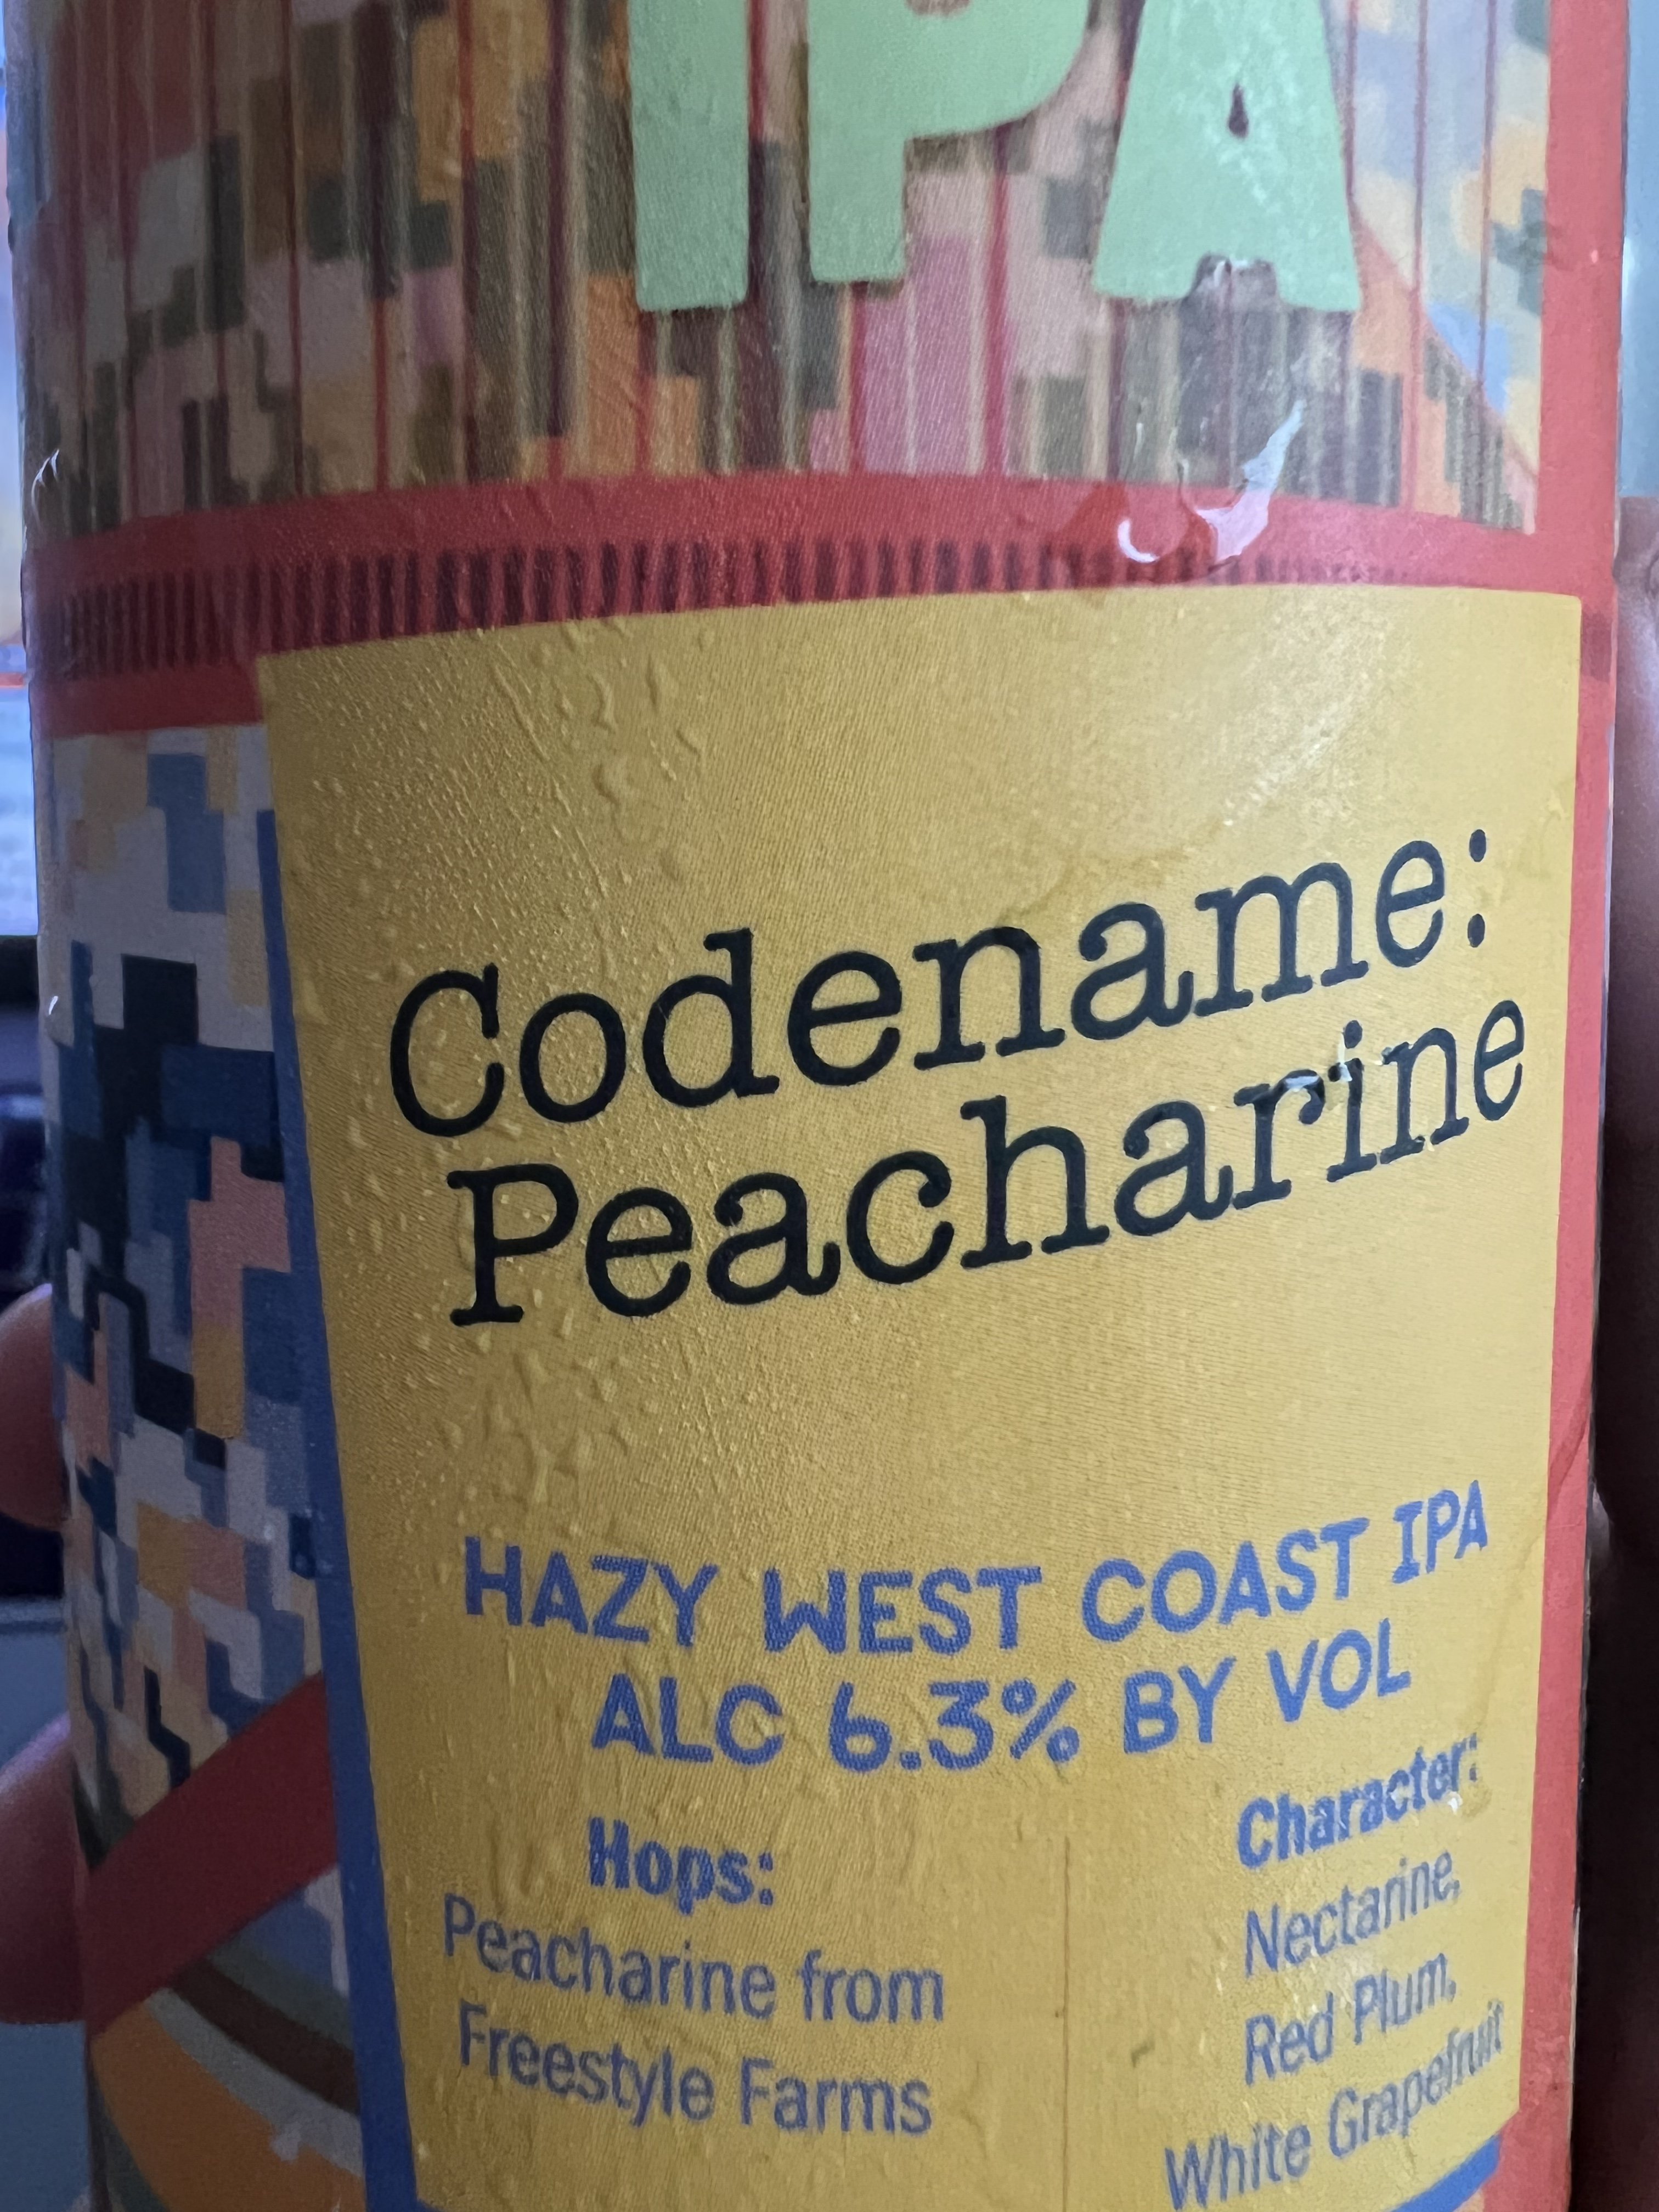 IPA
Codename:
Peacharine
HAZY WEST COAST IPA
ALC 6.3% BY VOL
Hops:
Peacharine from
Freestyle Farms
Character:
Nectarine,
Red Plum,
White Grapefruit